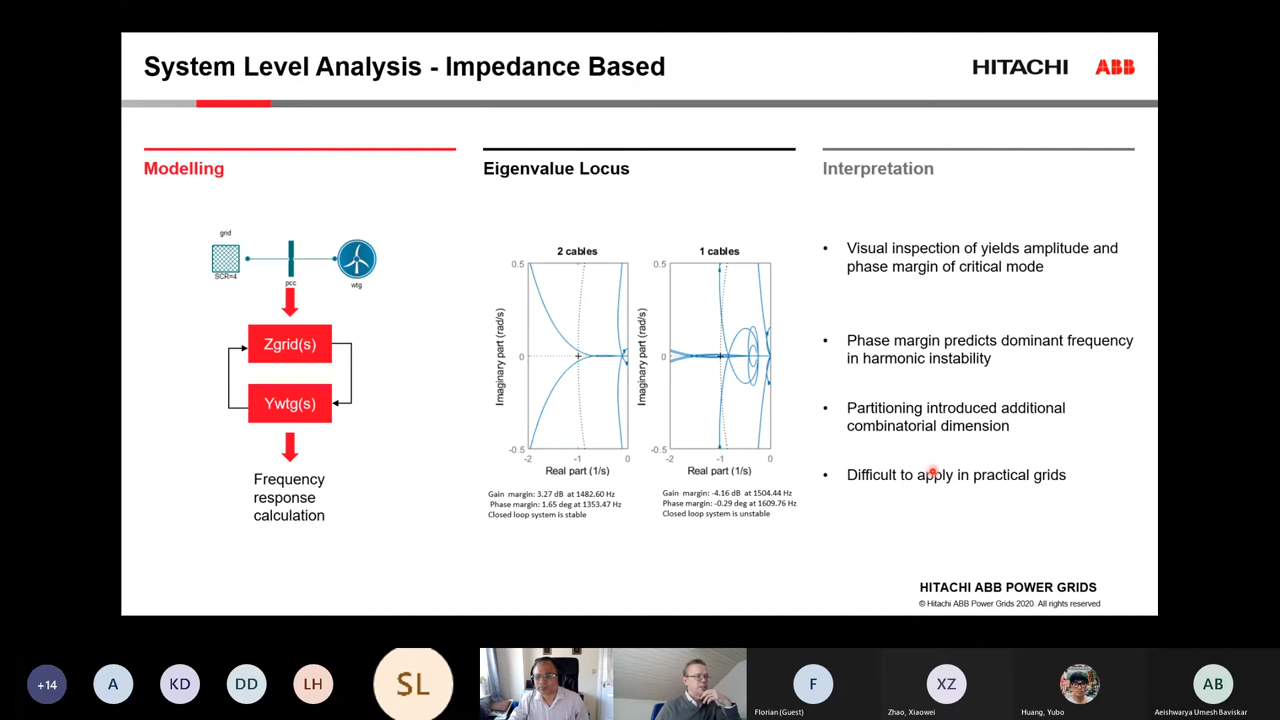 System Level Analysis - Impedance Based
HITACHI ABB
Modelling
grid
SCR=4
pcc
wtg
Zgrid(s)
Ywtg(s)
Frequency
response
calculation
Eigenvalue Locus
2 cables
0.5
0
-0.5
-2 -1 0
Imaginary part (rad/s)
Real part (1/s)
Gain margin: 3.27 dB at 1482.60 Hz
Phase margin: 1.65 deg at 1353.47 Hz
Closed loop system is stable
1 cables
0.5
0
-0.5
-2 -1 0
Imaginary part (rad/s)
Real part (1/s)
Gain margin: -4.16 dB at 1504.44 Hz
Phase margin: -0.29 deg at 1609.76 Hz
Closed loop system is unstable
Interpretation
• Visual inspection of yields amplitude and
phase margin of critical mode
• Phase margin predicts dominant frequency
in harmonic instability
• Partitioning introduced additional
combinatorial dimension
• Difficult to apply in practical grids
HITACHI ABB POWER GRIDS
© Hitachi ABB Power Grids 2020. All rights reserved
+14
A
KD
DD
LH
SL
F
Florian (Guest)
XZ
Zhao, Xiaowei
Huang, Yubo
AB
Aeishwarya Umesh Baviskar